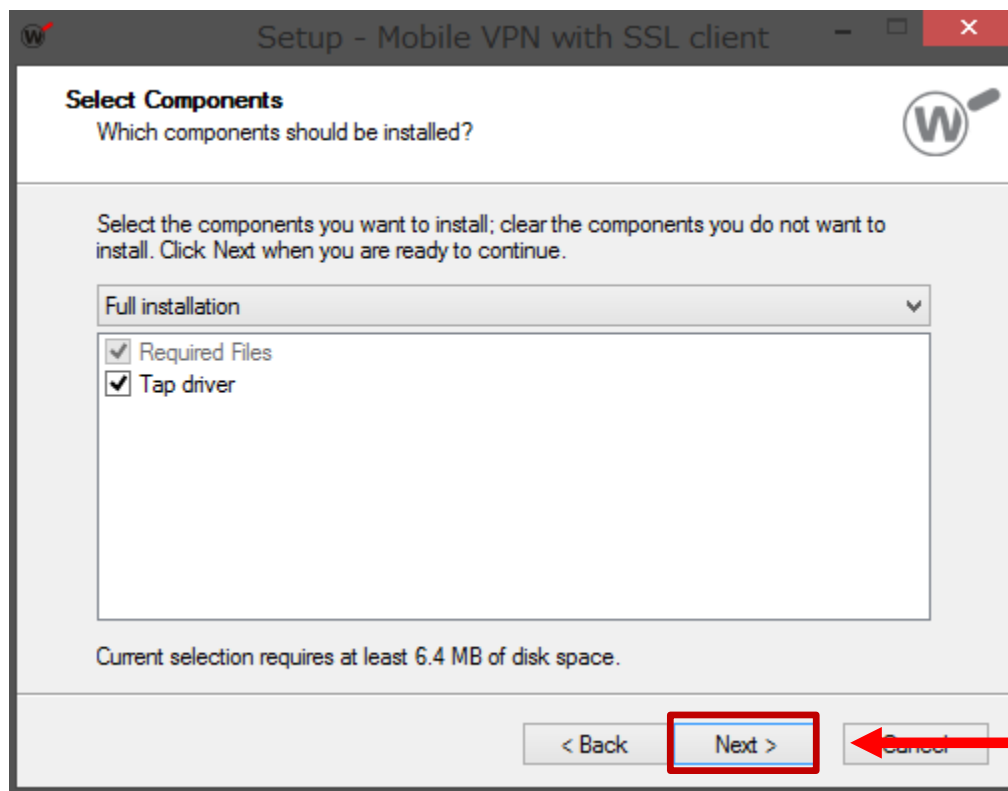 Setup - Mobile VPN with SSL client
Select Components
Which components should be installed?
W
Select the components you want to install; clear the components you do not want to
install. Click Next when you are ready to continue.
Full installation
Required Files
Tap driver
Current selection requires at least 6.4 MB of disk space.
< Back Next > Cancel